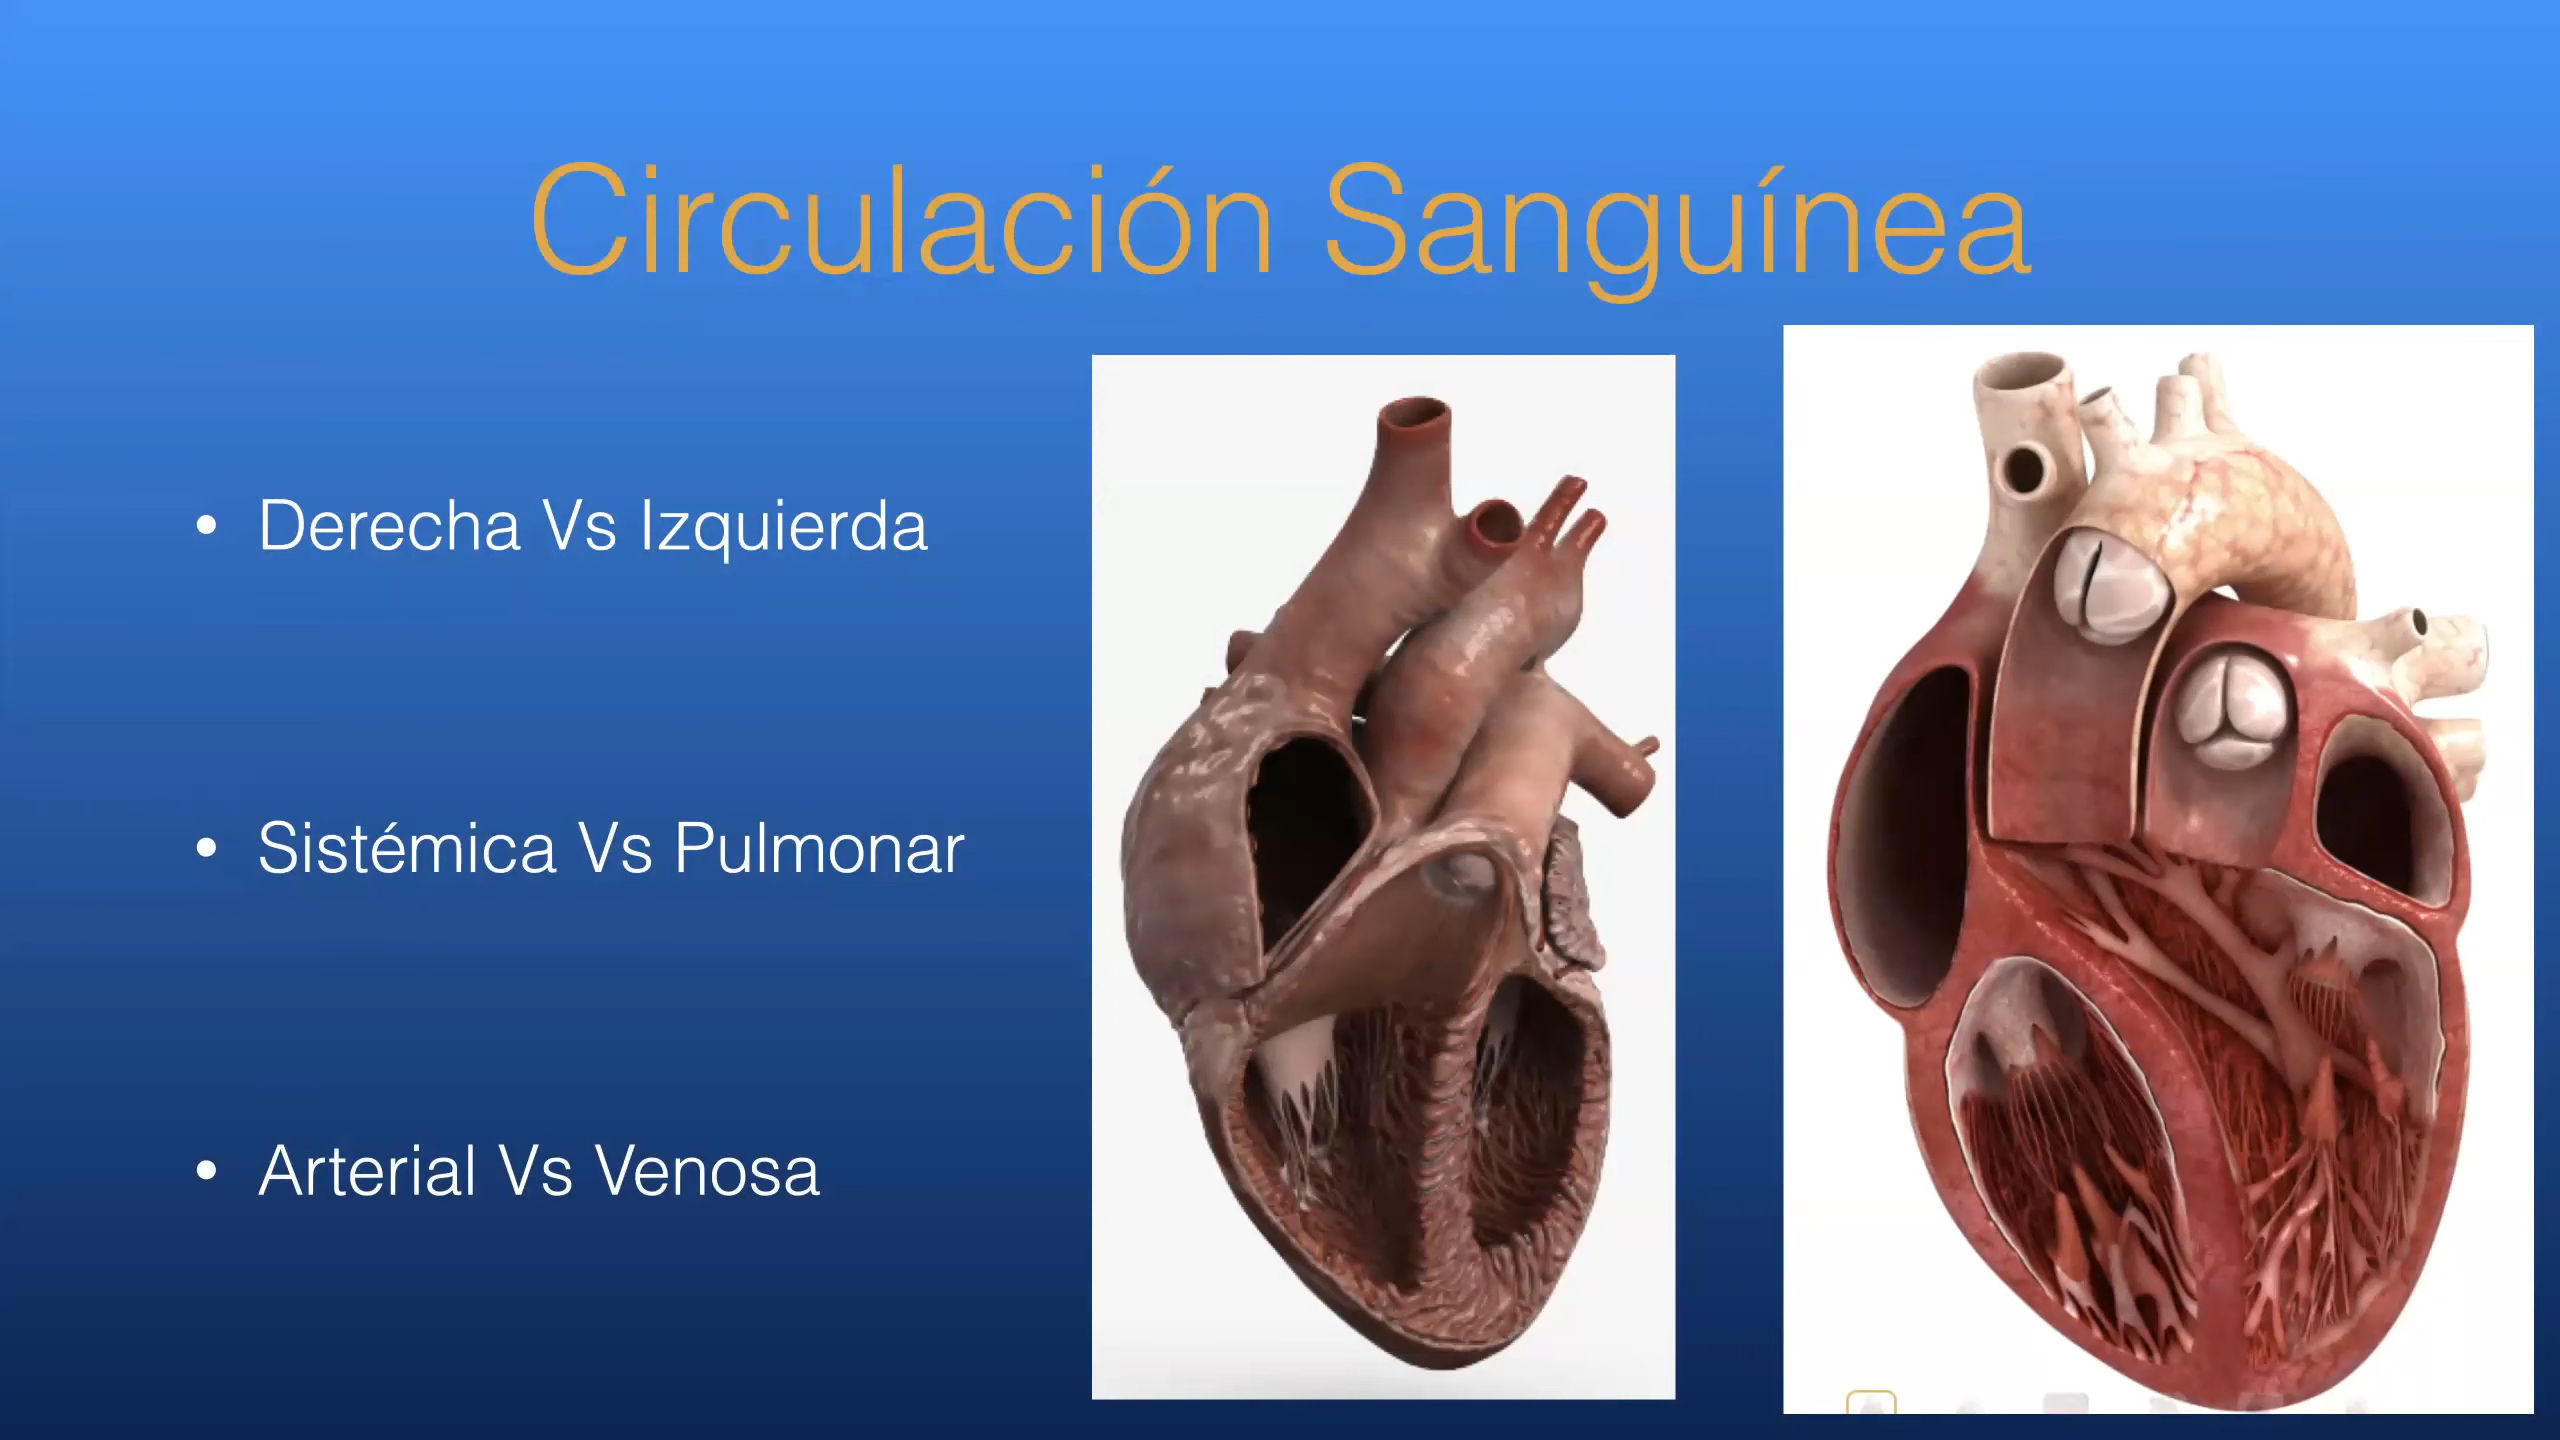 Circulación Sanguínea
• Derecha Vs Izquierda
• Sistémica Vs Pulmonar
• Arterial Vs Venosa